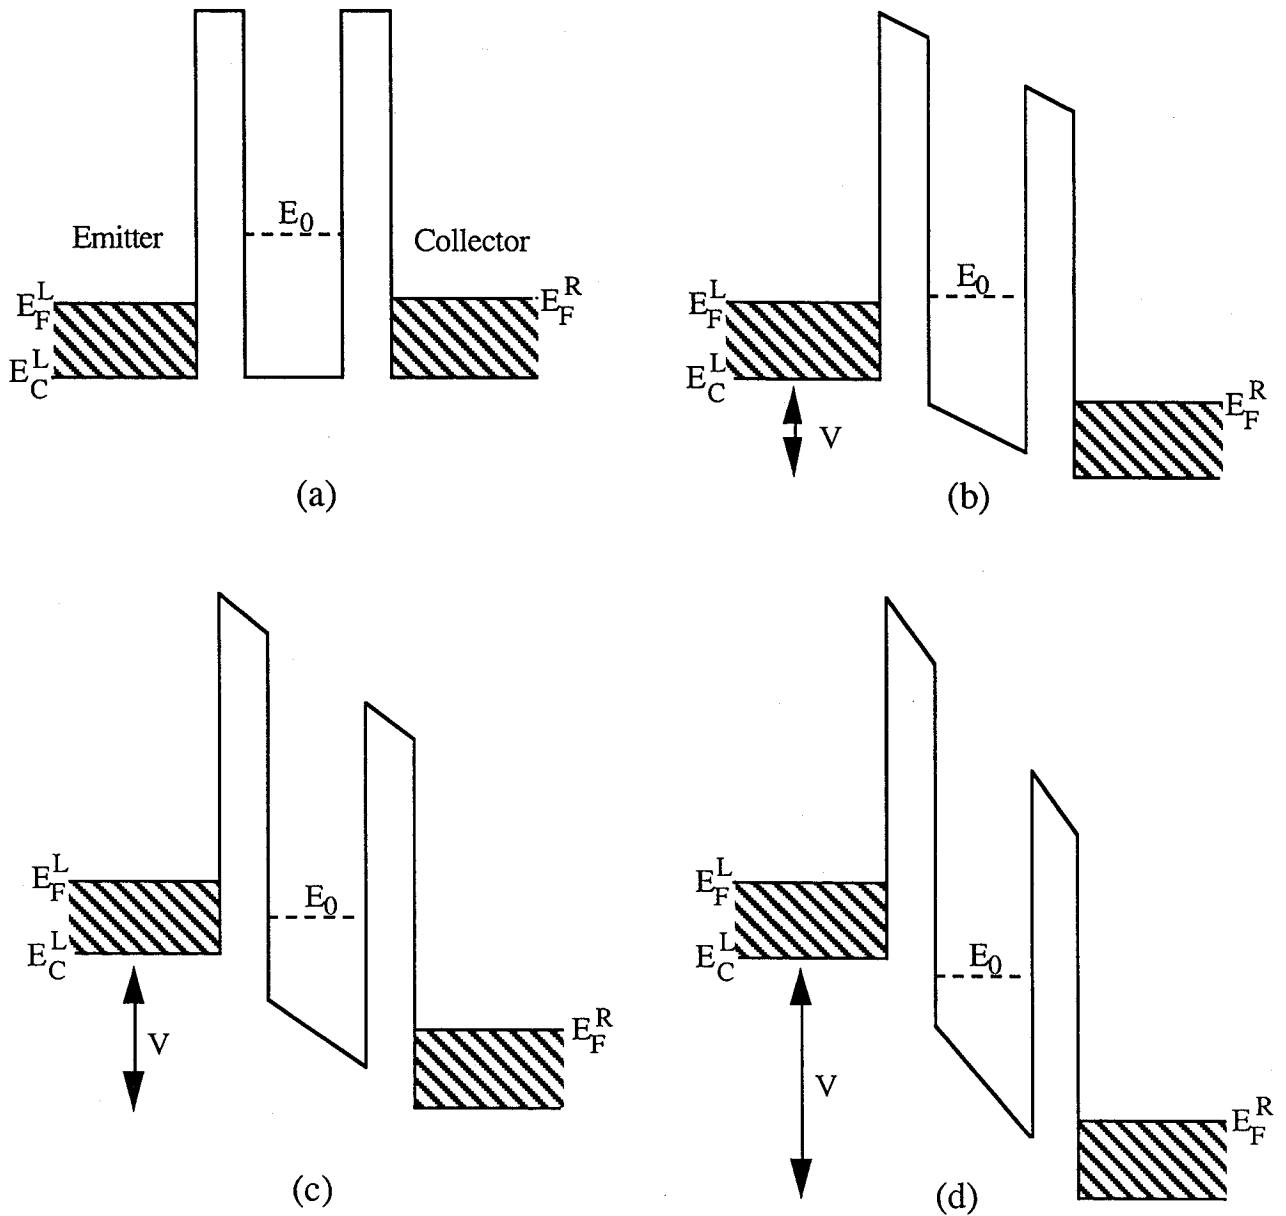 E₀
Emitter
Collector
E_F^L
E_F^R
E_C^L
(a)
E₀
E_F^L
E_C^L
E_F^R
V
(b)
E_F^L
E₀
E_C^L
E_F^R
V
(c)
E_F^L
E_C^L
E₀
V
E_F^R
(d)